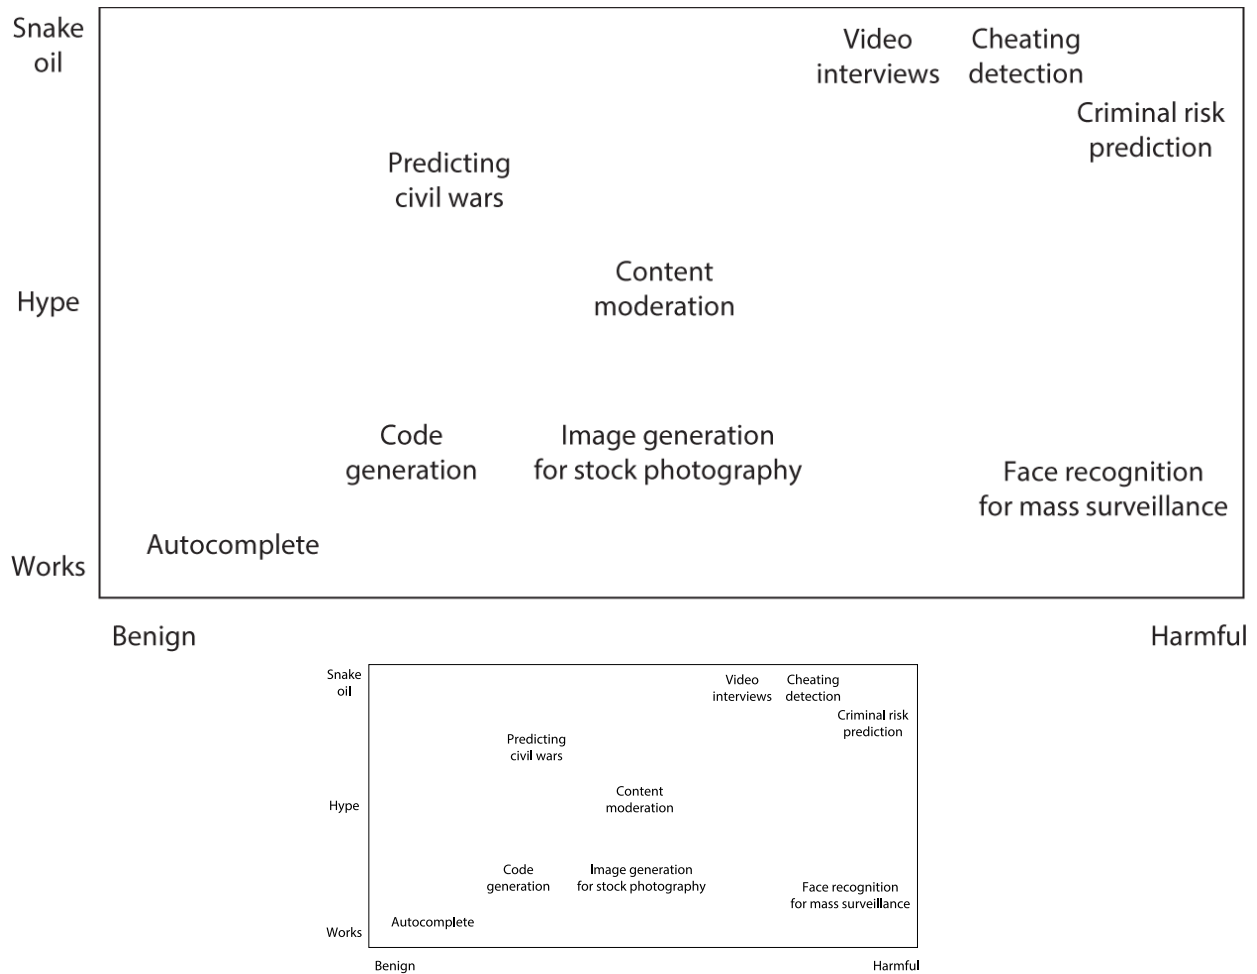 Snake
oil
Video
interviews
Cheating
detection
Criminal risk
prediction
Predicting
civil wars
Hype
Content
moderation
Code
generation
Image generation
for stock photography
Face recognition
for mass surveillance
Autocomplete
Works
Benign
Harmful
Snake
oil
Video
interviews
Cheating
detection
Criminal risk
prediction
Predicting
civil wars
Hype
Content
moderation
Code
generation
Image generation
for stock photography
Face recognition
for mass surveillance
Autocomplete
Works
Benign
Harmful